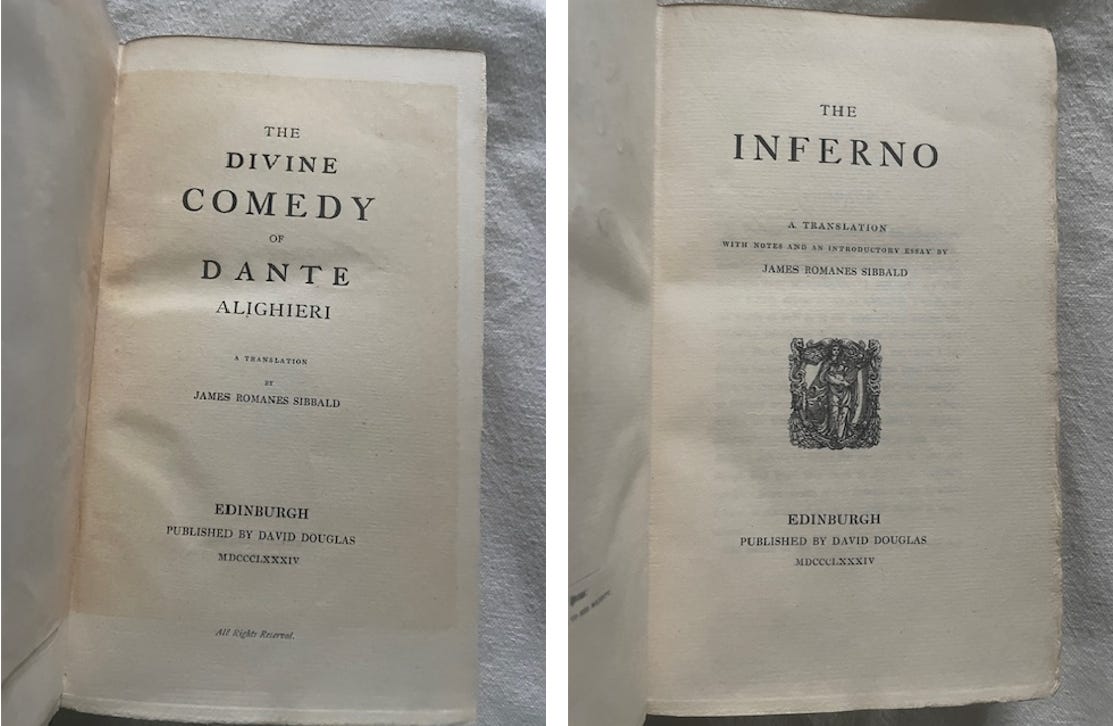 THE
DIVINE
COMEDY
OF
DANTE
ALIGHIERI
A TRANSLATION
BY
JAMES ROMANES SIBBALD
EDINBURGH
PUBLISHED BY DAVID DOUGLAS
MDCCCLXXXIV
All Rights Reserved.
THE
INFERNO
A TRANSLATION
WITH NOTES AND AN INTRODUCTORY ESSAY BY
JAMES ROMANES SIBBALD
EDINBURGH
PUBLISHED BY DAVID DOUGLAS
MDCCCLXXXIV